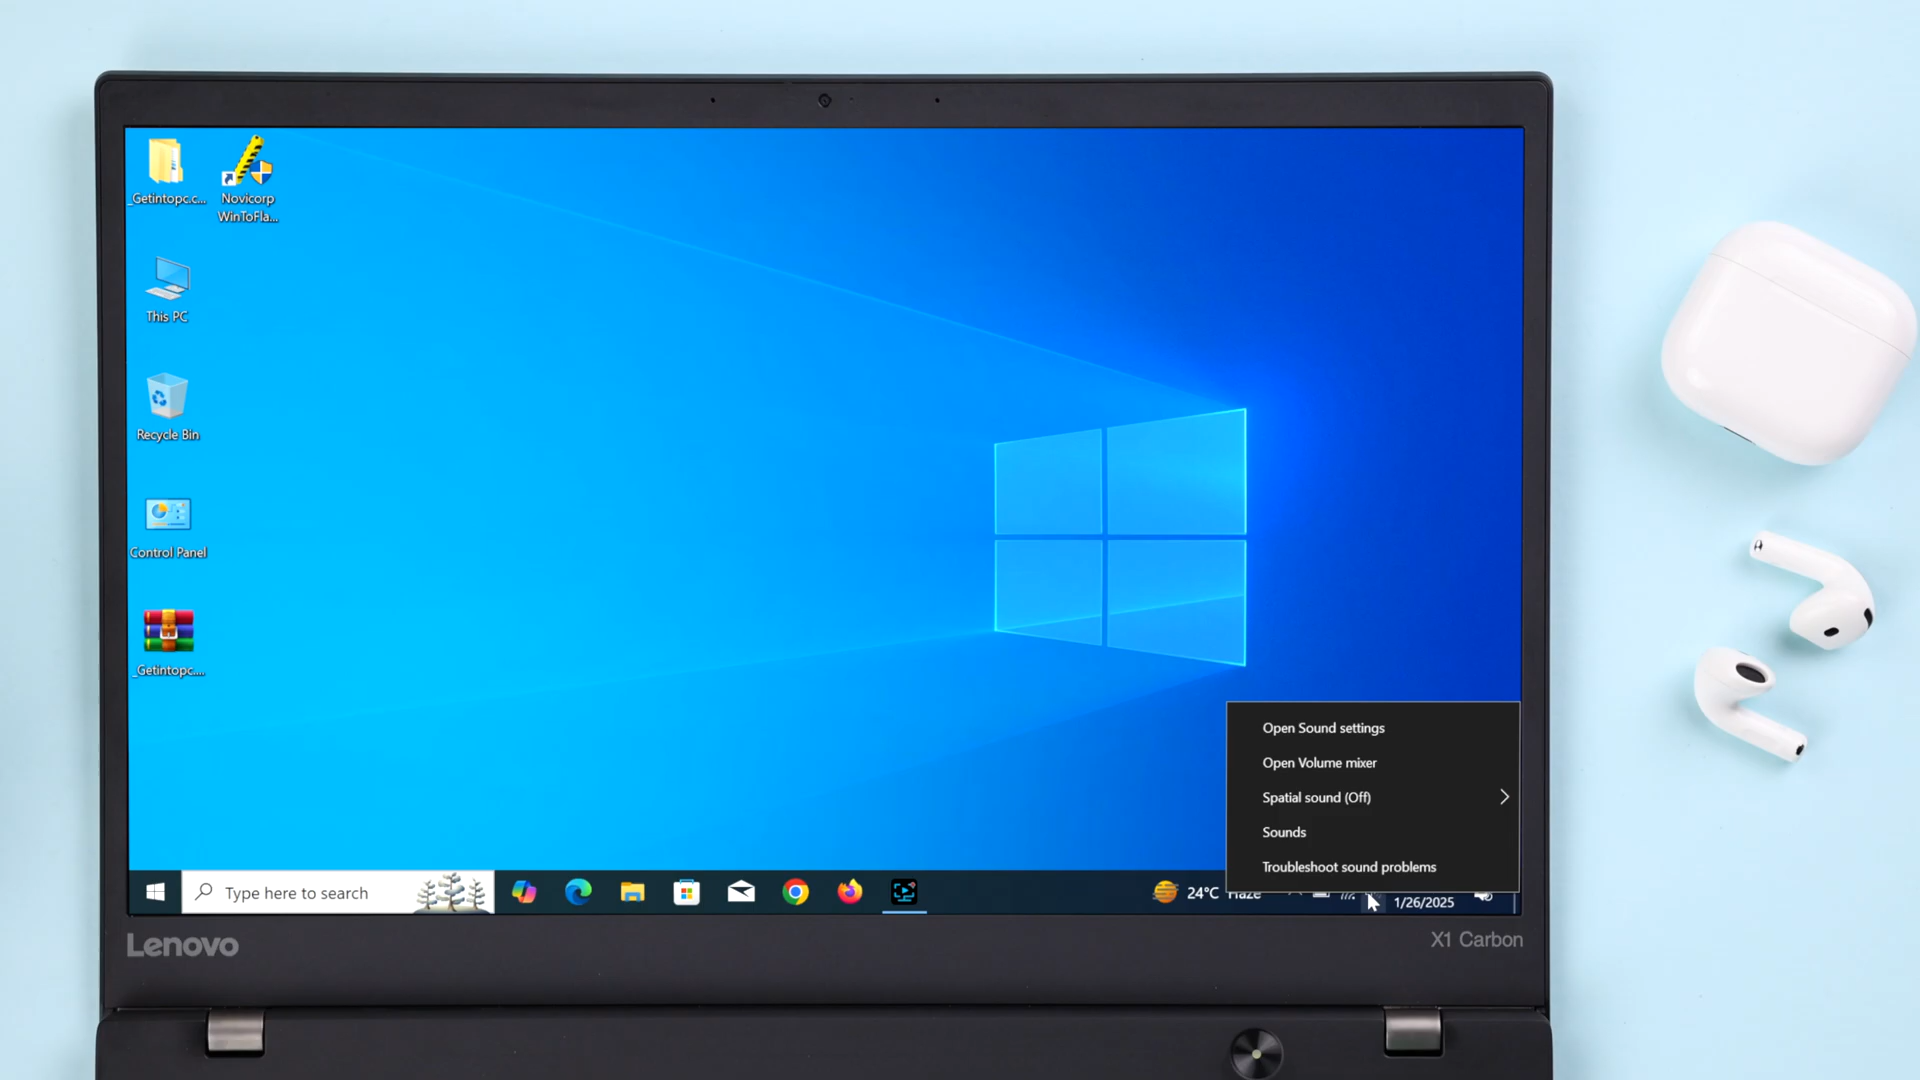 _Getintopc.c...
Novicorp
WinToFla...
This PC
Recycle Bin
Control Panel
_Getintopc....
Open Sound settings
Open Volume mixer
Spatial sound (Off)
Sounds
Troubleshoot sound problems
Type here to search
24°C Haze
1/26/2025
Lenovo
X1 Carbon